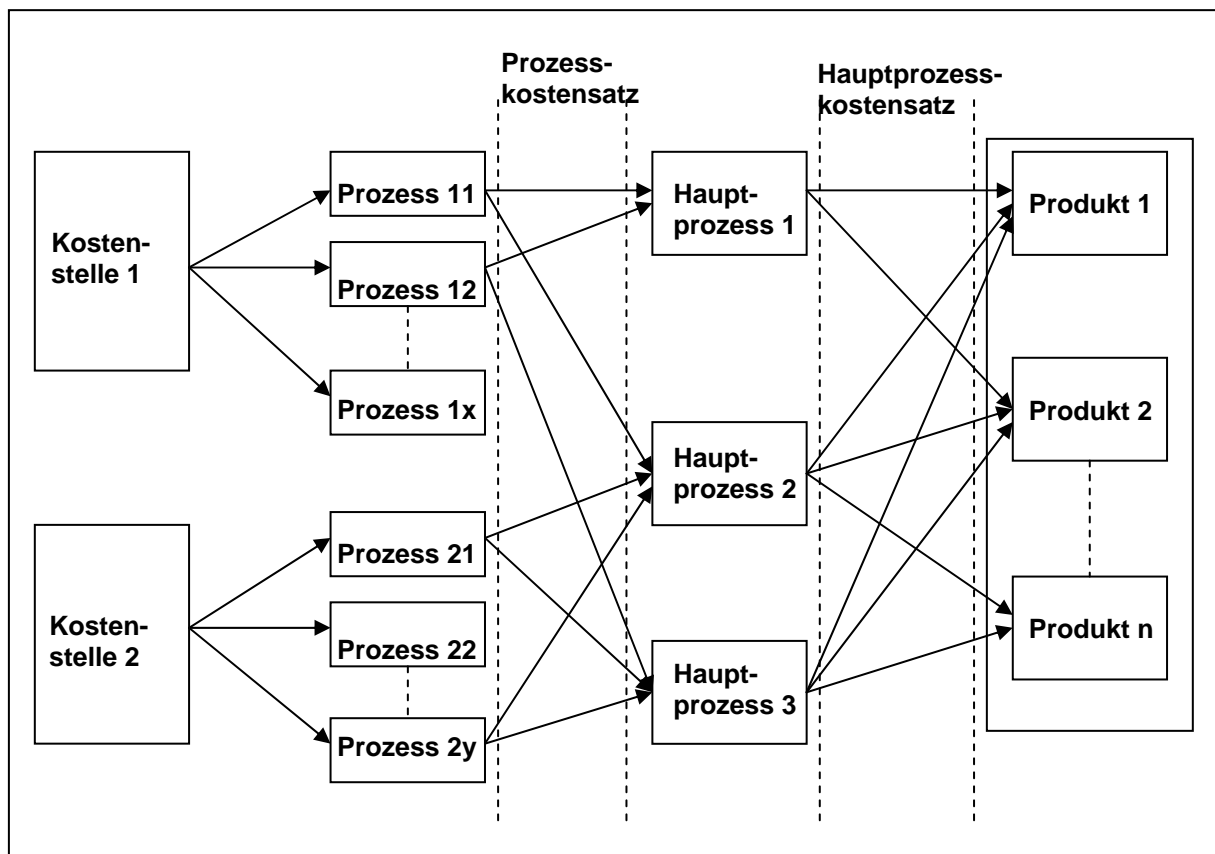 Prozess-
kostensatz
Hauptprozess-
kostensatz
Kosten-
stelle 1
Prozess 11
Prozess 12
Prozess 1x
Haupt-
prozess 1
Produkt 1
Produkt 2
Haupt-
prozess 2
Kosten-
stelle 2
Prozess 21
Prozess 22
Prozess 2y
Haupt-
prozess 3
Produkt n